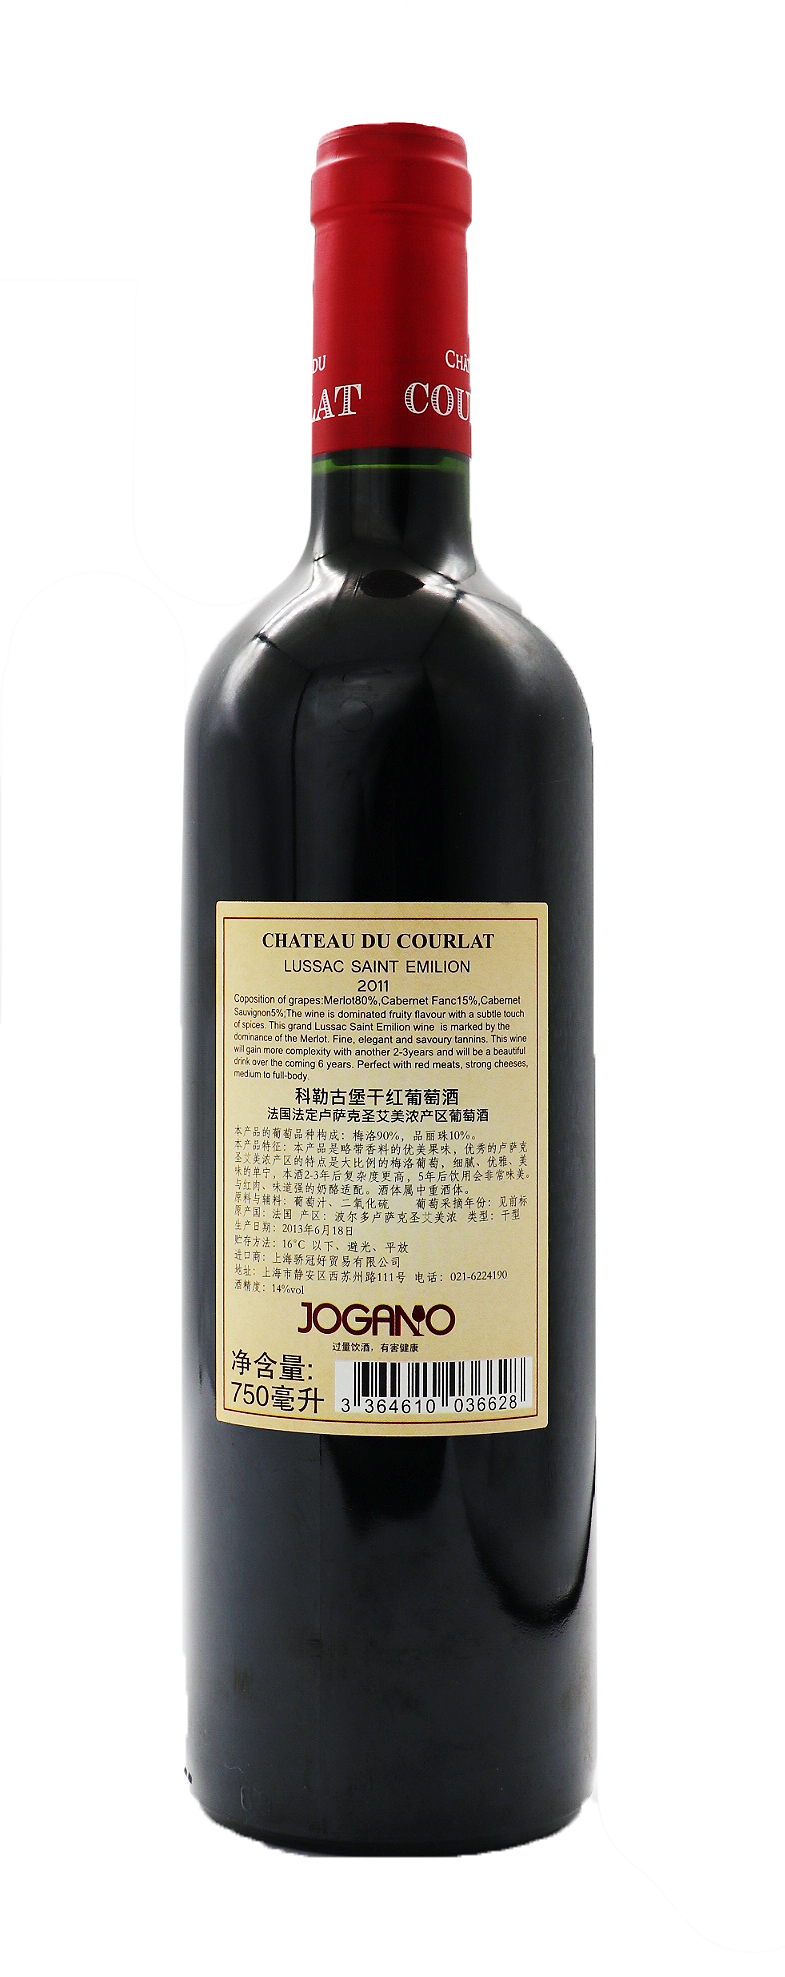 DU
LAT
CHÂ
COU
CHATEAU DU COURLAT
LUSSAC SAINT EMILION
2011
Coposition of grapes:Merlot80%,Cabernet Fanc15%,Cabernet
Sauvignon5%;The wine is dominated fruity flavour with a subtle touch
of spices. This grand Lussac Saint Emilion wine is marked by the
dominance of the Merlot. Fine, elegant and savoury tannins. This wine
will gain more complexity with another 2-3years and will be a beautiful
drink over the coming 6 years. Perfect with red meats, strong cheeses,
medium to full-body.
科勒古堡干红葡萄酒
法国法定卢萨克圣艾美浓产区葡萄酒
本产品的葡萄品种构成：梅洛90%，品丽珠10%。
本产品特征：本产品是略带香料的优美果味，优秀的卢萨克
圣艾美浓产区的特点是大比例的梅洛葡萄，细腻、优雅、美
味的单宁，本酒2-3年后复杂度更高，5年后饮用会非常味美。
与红肉、味道强的奶酪适配。酒体属中重酒体。
原料与辅料：葡萄汁、二氧化硫 葡萄采摘年份：见前标
原产国：法国 产区：波尔多卢萨克圣艾美浓 类型：干型
生产日期：2013年6月18日
贮存方法：16°C 以下、避光、平放
进口商：上海骄冠好贸易有限公司
地址：上海市静安区西苏州路111号 电话：021-6224190
酒精度：14%vol
JOGANO
过量饮酒，有害健康
净含量:
750毫升
3 364610 036628